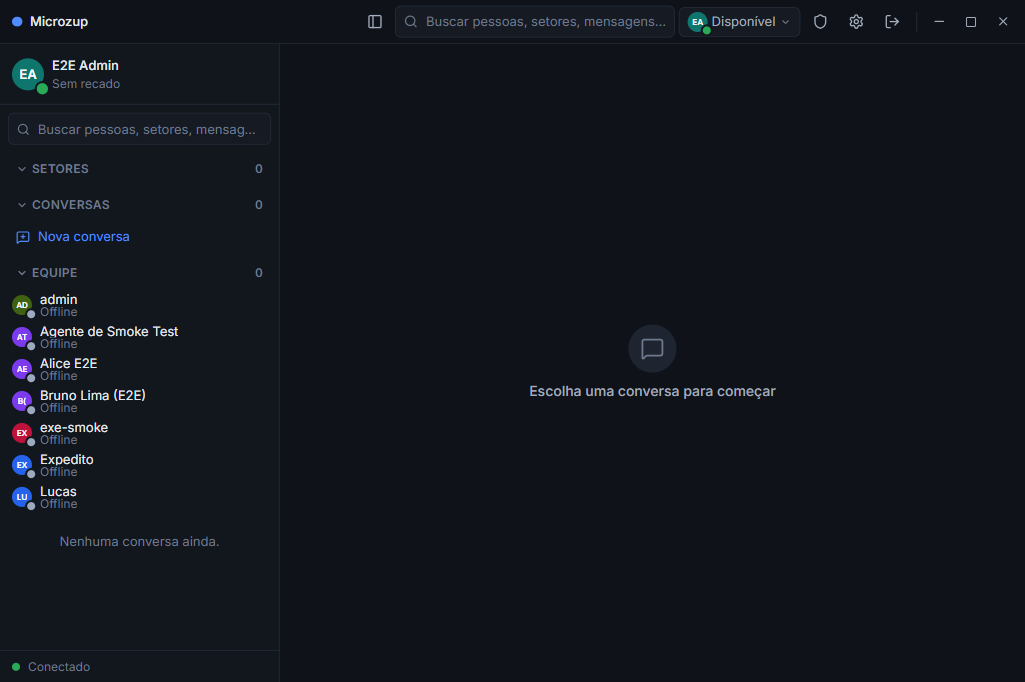 Microzup
Buscar pessoas, setores, mensagens...
EA Disponível
EA
E2E Admin
Sem recado
Buscar pessoas, setores, mensag...
SETORES 0
CONVERSAS 0
Nova conversa
EQUIPE 0
AD admin
Offline
AT Agente de Smoke Test
Offline
AE Alice E2E
Offline
B( Bruno Lima (E2E)
Offline
EX exe-smoke
Offline
EX Expedito
Offline
LU Lucas
Offline
Nenhuma conversa ainda.
Escolha uma conversa para começar
Conectado